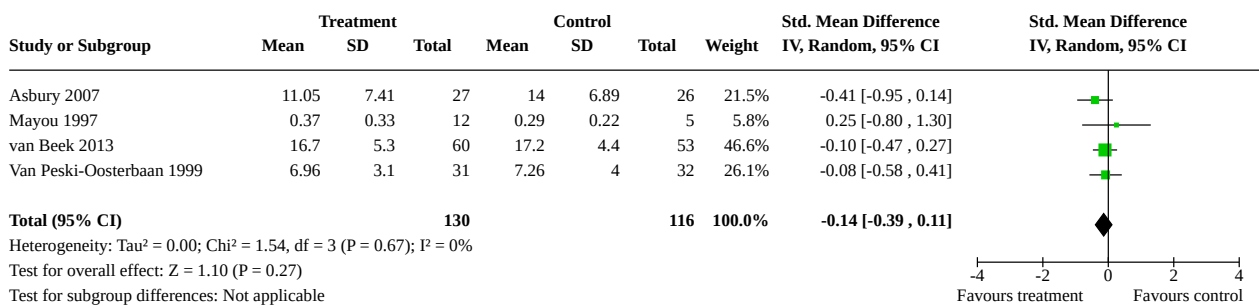 Treatment Control Std. Mean Difference Std. Mean Difference
Study or Subgroup Mean SD Total Mean SD Total Weight IV, Random, 95% CI IV, Random, 95% CI
Asbury 2007 11.05 7.41 27 14 6.89 26 21.5% -0.41 [-0.95 , 0.14]
Mayou 1997 0.37 0.33 12 0.29 0.22 5 5.8% 0.25 [-0.80 , 1.30]
van Beek 2013 16.7 5.3 60 17.2 4.4 53 46.6% -0.10 [-0.47 , 0.27]
Van Peski-Oosterbaan 1999 6.96 3.1 31 7.26 4 32 26.1% -0.08 [-0.58 , 0.41]
Total (95% CI) 130 116 100.0% -0.14 [-0.39 , 0.11]
Heterogeneity: Tau² = 0.00; Chi² = 1.54, df = 3 (P = 0.67); I² = 0%
Test for overall effect: Z = 1.10 (P = 0.27) -4 -2 0 2 4
Test for subgroup differences: Not applicable Favours treatment Favours control